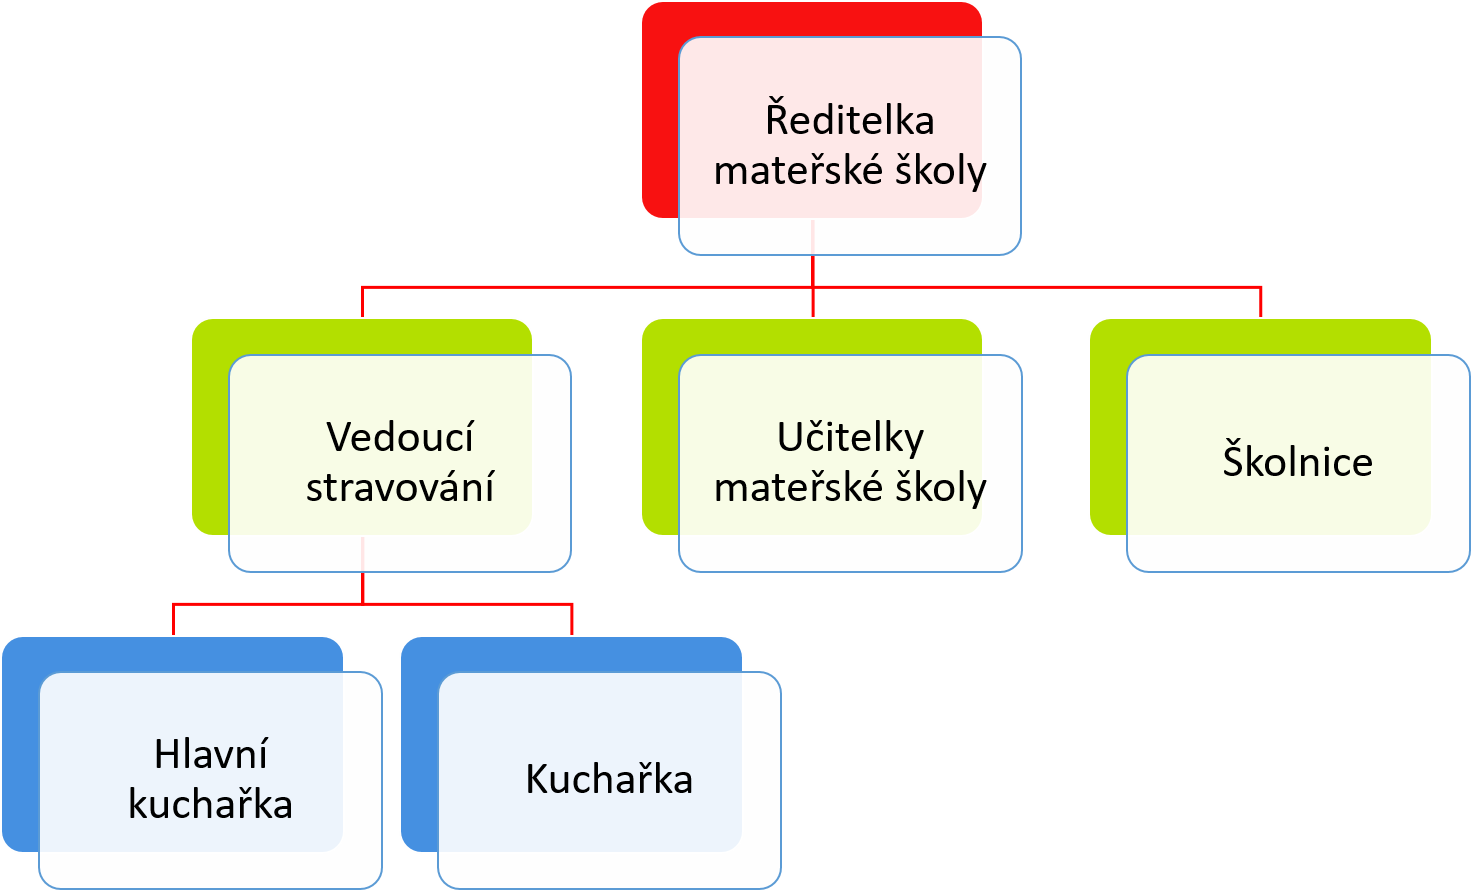 Ředitelka
mateřské školy
Vedoucí
stravování
Učitelky
mateřské školy
Školnice
Hlavní
kuchařka
Kuchařka